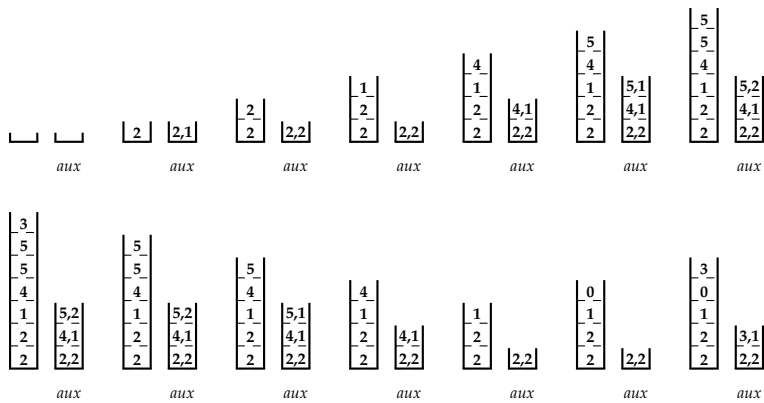 5
5 5
4 4 4
1 1 1 5,1 1 5,2
2 2 2 4,1 2 4,1 2 4,1
2 2,1 2 2,2 2 2,2 2 2,2 2 2,2 2 2,2
aux aux aux aux aux aux aux
3
5 5
5 5 5 3
4 4 4 4 0 0
1 5,2 1 5,2 1 5,1 1 1 1 1
2 4,1 2 4,1 2 4,1 2 4,1 2 2 2 3,1
2 2,2 2 2,2 2 2,2 2 2,2 2 2,2 2 2,2 2 2,2
aux aux aux aux aux aux aux